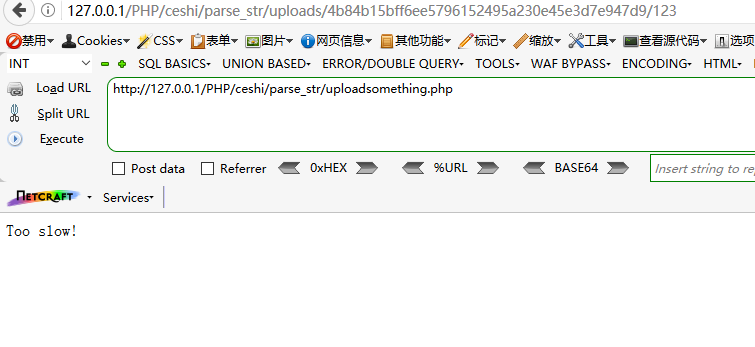 127.0.0.1/PHP/ceshi/parse_str/uploads/4b84b15bff6ee5796152495a230e45e3d7e947d9/123
禁用 Cookies CSS 表单 图片 网页信息 其他功能 标记 缩放 工具 查看源代码 选项
INT SQL BASICS UNION BASED ERROR/DOUBLE QUERY TOOLS WAF BYPASS ENCODING HTML
Load URL http://127.0.0.1/PHP/ceshi/parse_str/uploadsomething.php
Split URL
Execute
Post data Referrer 0xHEX %URL BASE64 Insert string to rep
NETCRAFT Services
Too slow!